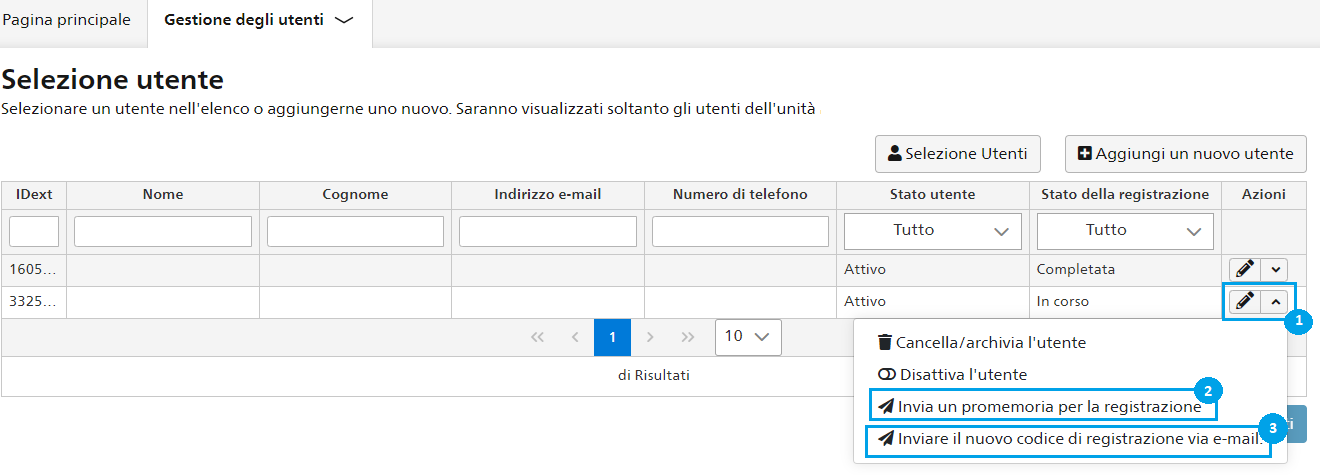 Pagina principale
Gestione degli utenti
Selezione utente
Selezionare un utente nell'elenco o aggiungerne uno nuovo. Saranno visualizzati soltanto gli utenti dell'unità
Selezione Utenti
Aggiungi un nuovo utente
IDext Nome Cognome Indirizzo e-mail Numero di telefono Stato utente Stato della registrazione Azioni
Tutto Tutto
1605... Attivo Completata
3325... Attivo In corso
1
1 10
Cancella/archivia l'utente
di Risultati
Disattiva l'utente
2
Invia un promemoria per la registrazione
3
Inviare il nuovo codice di registrazione via e-mail.